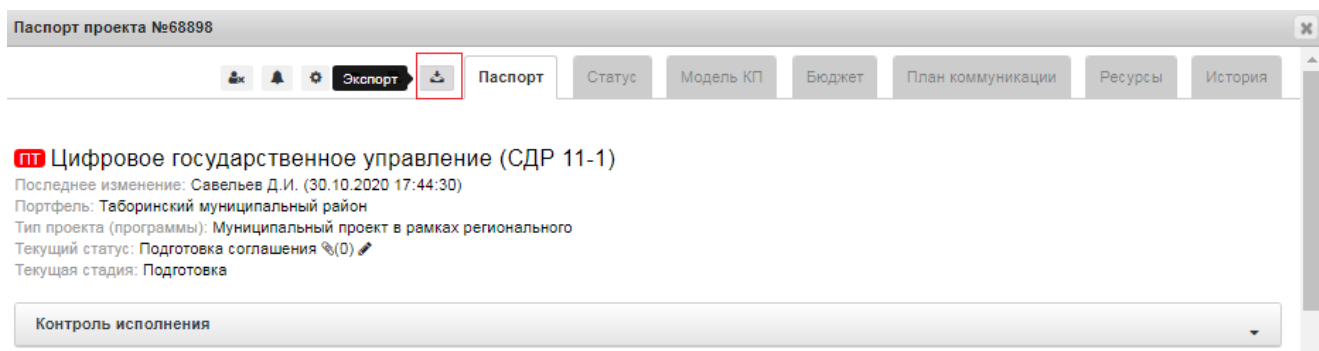 Паспорт проекта №68898
Экспорт Паспорт Статус Модель КП Бюджет План коммуникации Ресурсы История
ПТ Цифровое государственное управление (СДР 11-1)
Последнее изменение: Савельев Д.И. (30.10.2020 17:44:30)
Портфель: Таборинский муниципальный район
Тип проекта (программы): Муниципальный проект в рамках регионального
Текущий статус: Подготовка соглашения (0)
Текущая стадия: Подготовка
Контроль исполнения